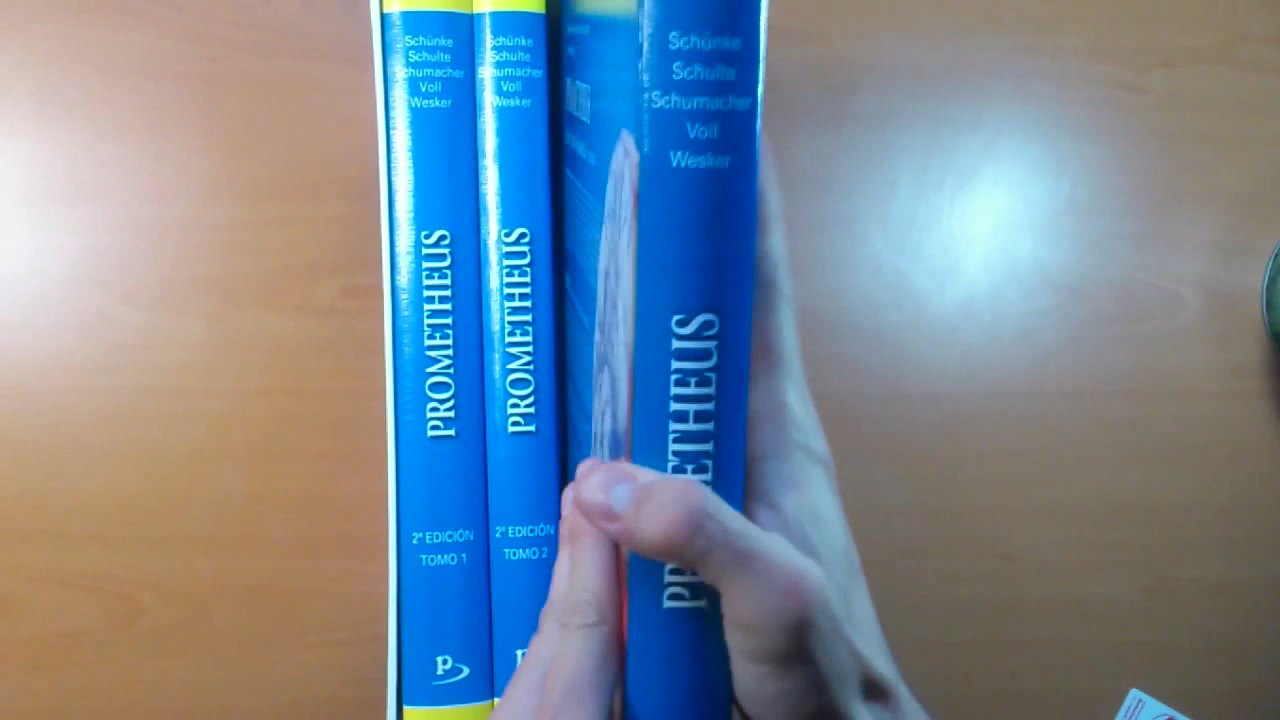 Schünke
Schulte
Schumacher
Voll
Wesker
PROMETHEUS
2ª EDICIÓN
TOMO 1
p
Schünke
Schulte
Schumacher
Voll
Wesker
PROMETHEUS
2ª EDICIÓN
TOMO 2
p
Schünke
Schulte
Schumacher
Voll
Wesker
PROMETHEUS